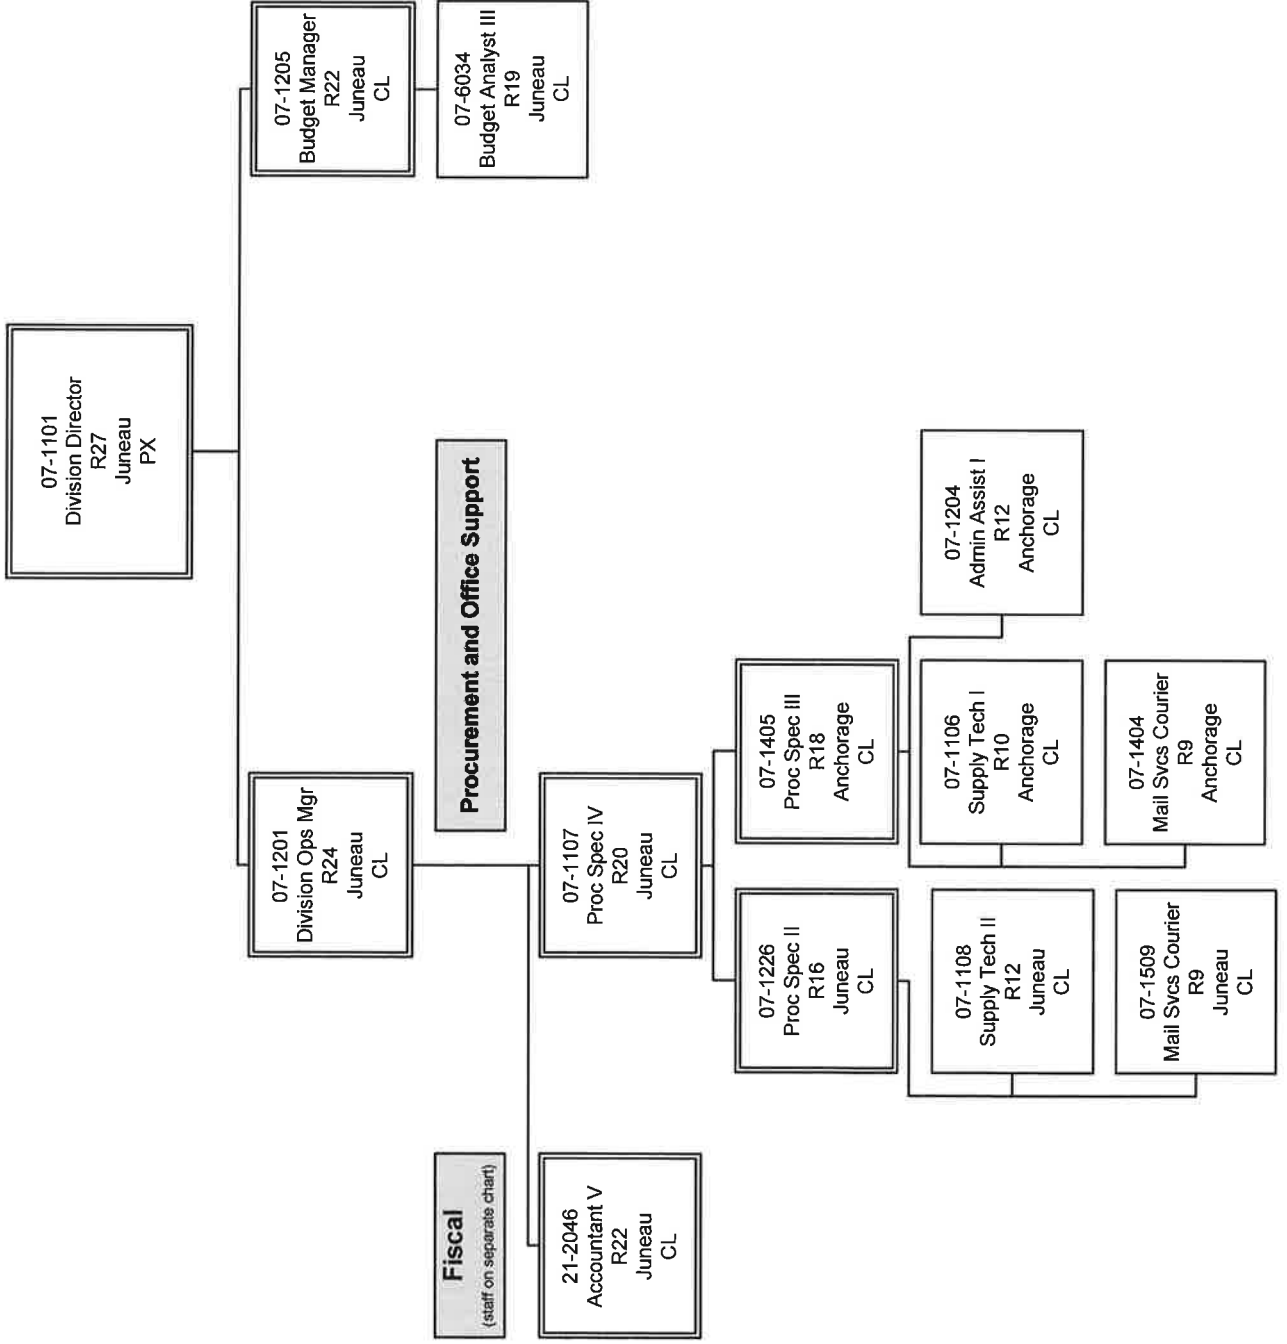 07-1101
Division Director
R27
Juneau
PX
07-1201
Division Ops Mgr
R24
Juneau
CL
07-1205
Budget Manager
R22
Juneau
CL
Fiscal
(staff on separate chart)
Procurement and Office Support
07-6034
Budget Analyst III
R19
Juneau
CL
21-2046
Accountant V
R22
Juneau
CL
07-1107
Proc Spec IV
R20
Juneau
CL
07-1226
Proc Spec II
R16
Juneau
CL
07-1405
Proc Spec III
R18
Anchorage
CL
07-1108
Supply Tech II
R12
Juneau
CL
07-1106
Supply Tech I
R10
Anchorage
CL
07-1204
Admin Assist I
R12
Anchorage
CL
07-1509
Mail Svcs Courier
R9
Juneau
CL
07-1404
Mail Svcs Courier
R9
Anchorage
CL